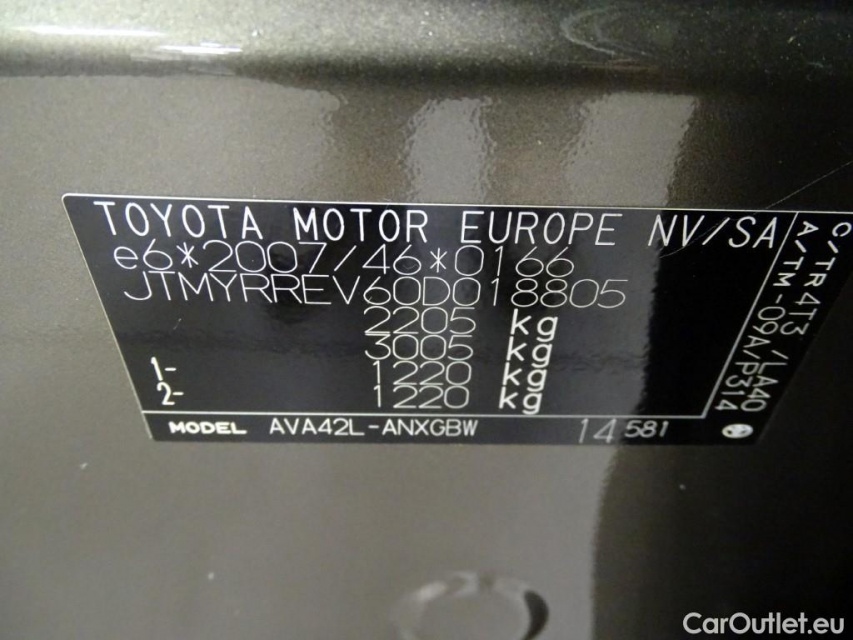 TOYOTA MOTOR EUROPE NV/SA
e6*2007/46*0166
JTMYRREV60D018805
2205 kg
3005 kg
1- 1220 kg
2- 1220 kg
C/TR4T3 /LA40
A/TM-09A/P314
MODEL AVA42L-ANXGBW 14 581
CarOutlet.eu